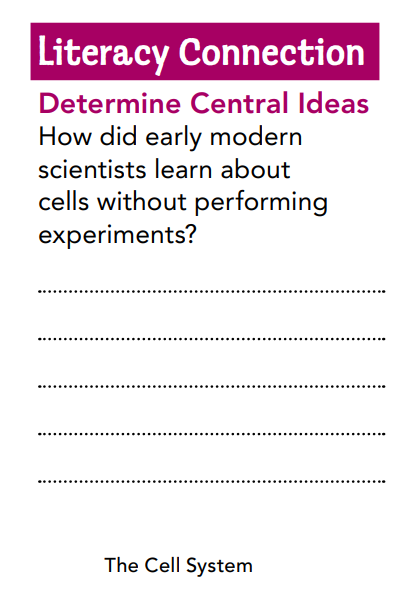 Literacy Connection
Determine Central Ideas
How did early modern
scientists learn about
cells without performing
experiments?
The Cell System